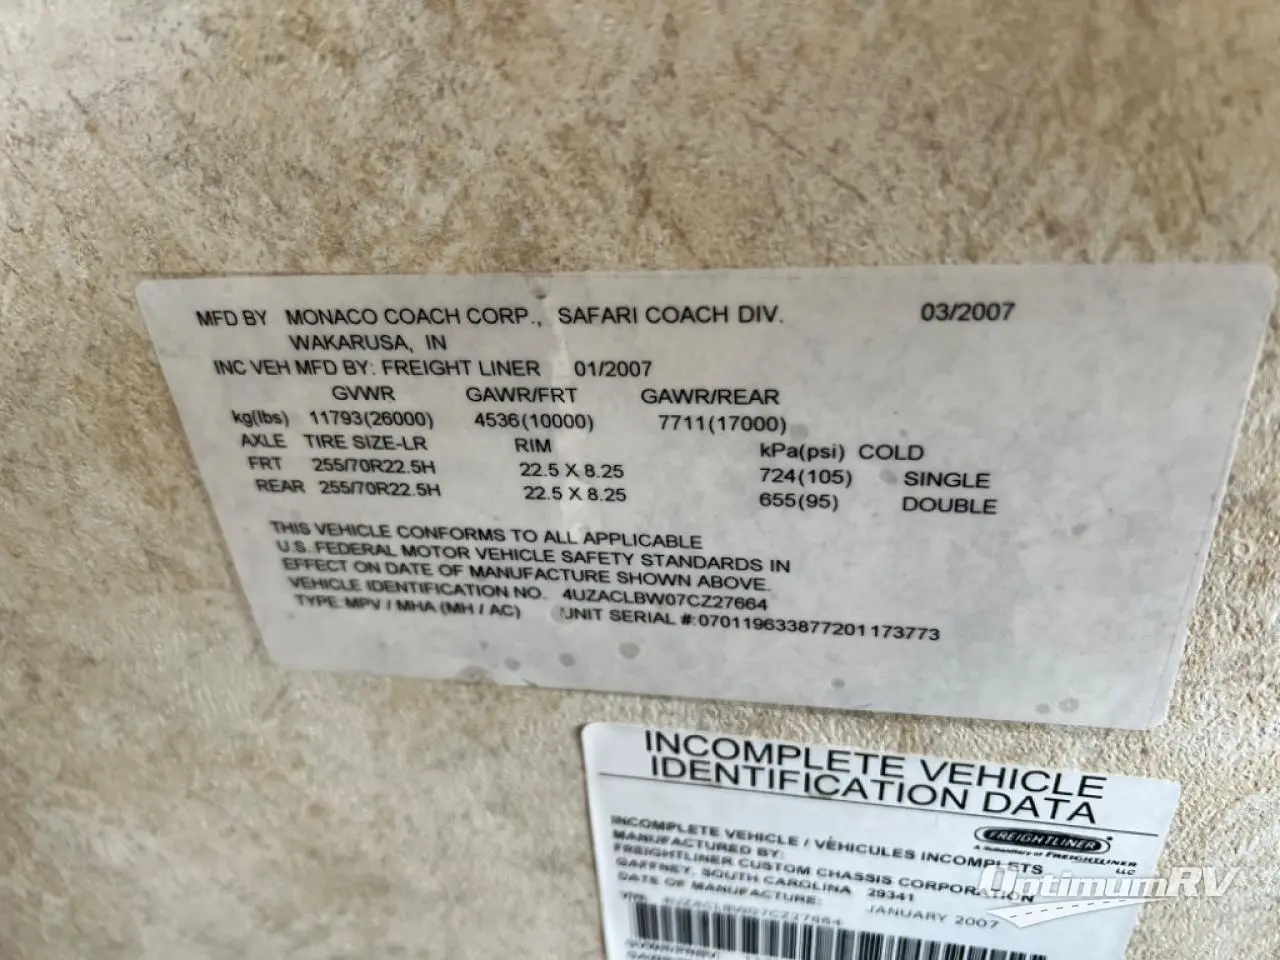 MFD BY MONACO COACH CORP., SAFARI COACH DIV. 03/2007
WAKARUSA, IN
INC VEH MFD BY: FREIGHT LINER 01/2007
GVWR GAWR/FRT GAWR/REAR
kg(lbs) 11793(26000) 4536(10000) 7711(17000)
AXLE TIRE SIZE-LR RIM kPa(psi) COLD
FRT 255/70R22.5H 22.5 X 8.25 724(105) SINGLE
REAR 255/70R22.5H 22.5 X 8.25 655(95) DOUBLE
THIS VEHICLE CONFORMS TO ALL APPLICABLE
U.S. FEDERAL MOTOR VEHICLE SAFETY STANDARDS IN
EFFECT ON DATE OF MANUFACTURE SHOWN ABOVE.
VEHICLE IDENTIFICATION NO. 4UZACLBW07CZ27664
TYPE: MPV / MHA (MH / AC) UNIT SERIAL #:070119633877201173773
INCOMPLETE VEHICLE
IDENTIFICATION DATA
FREIGHTLINER
A Subsidiary of FREIGHTLINER LLC
INCOMPLETE VEHICLE / VÉHICULES INCOMPLETS
MANUFACTURED BY:
FREIGHTLINER CUSTOM CHASSIS CORPORATION
GAFFNEY, SOUTH CAROLINA 29341
DATE OF MANUFACTURE: JANUARY 2007
OptimumRV